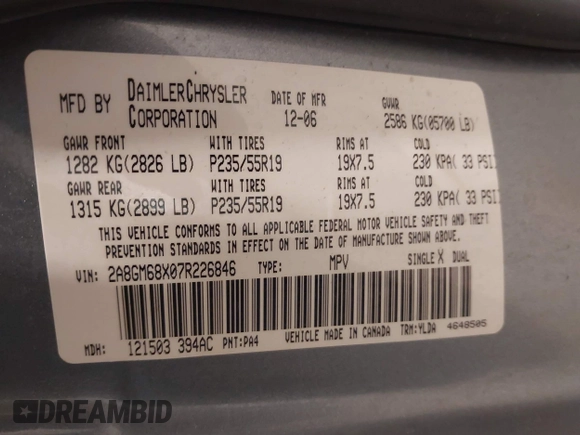 MFD BY DAIMLERCHRYSLER CORPORATION DATE OF MFR 12-06 GVWR 2586 KG(05700 LB)
GAWR FRONT WITH TIRES RIMS AT COLD
1282 KG(2826 LB) P235/55R19 19X7.5 230 KPA( 33 PSI
GAWR REAR WITH TIRES RIMS AT COLD
1315 KG(2899 LB) P235/55R19 19X7.5 230 KPA( 33 PSI
THIS VEHICLE CONFORMS TO ALL APPLICABLE FEDERAL MOTOR VEHICLE SAFETY AND THEFT
PREVENTION STANDARDS IN EFFECT ON THE DATE OF MANUFACTURE SHOWN ABOVE.
VIN: 2A8GM68X07R226846 TYPE: MPV SINGLE X DUAL
MDH: 121503 394AC PNT:PA4 VEHICLE MADE IN CANADA TRM:YLDA 4648505
DREAMBID